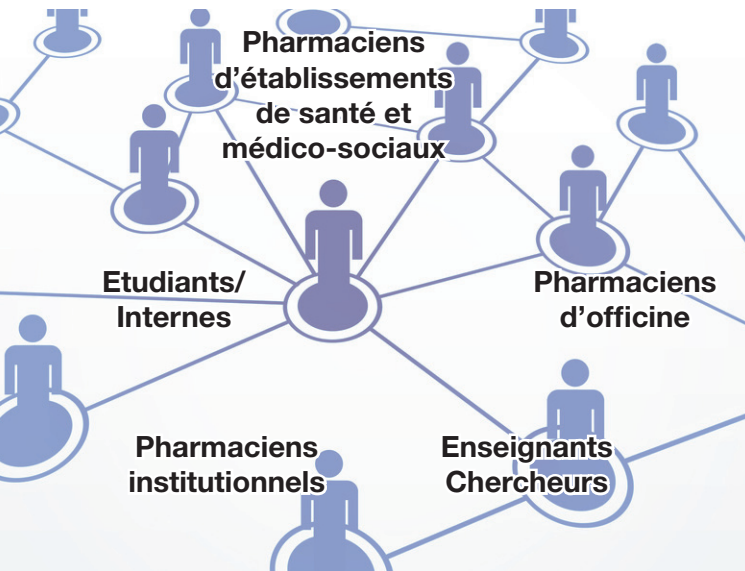 Pharmaciens
d'établissements
de santé et
médico-sociaux
Etudiants/
Internes
Pharmaciens
d’officine
Pharmaciens
institutionnels
Enseignants
Chercheurs